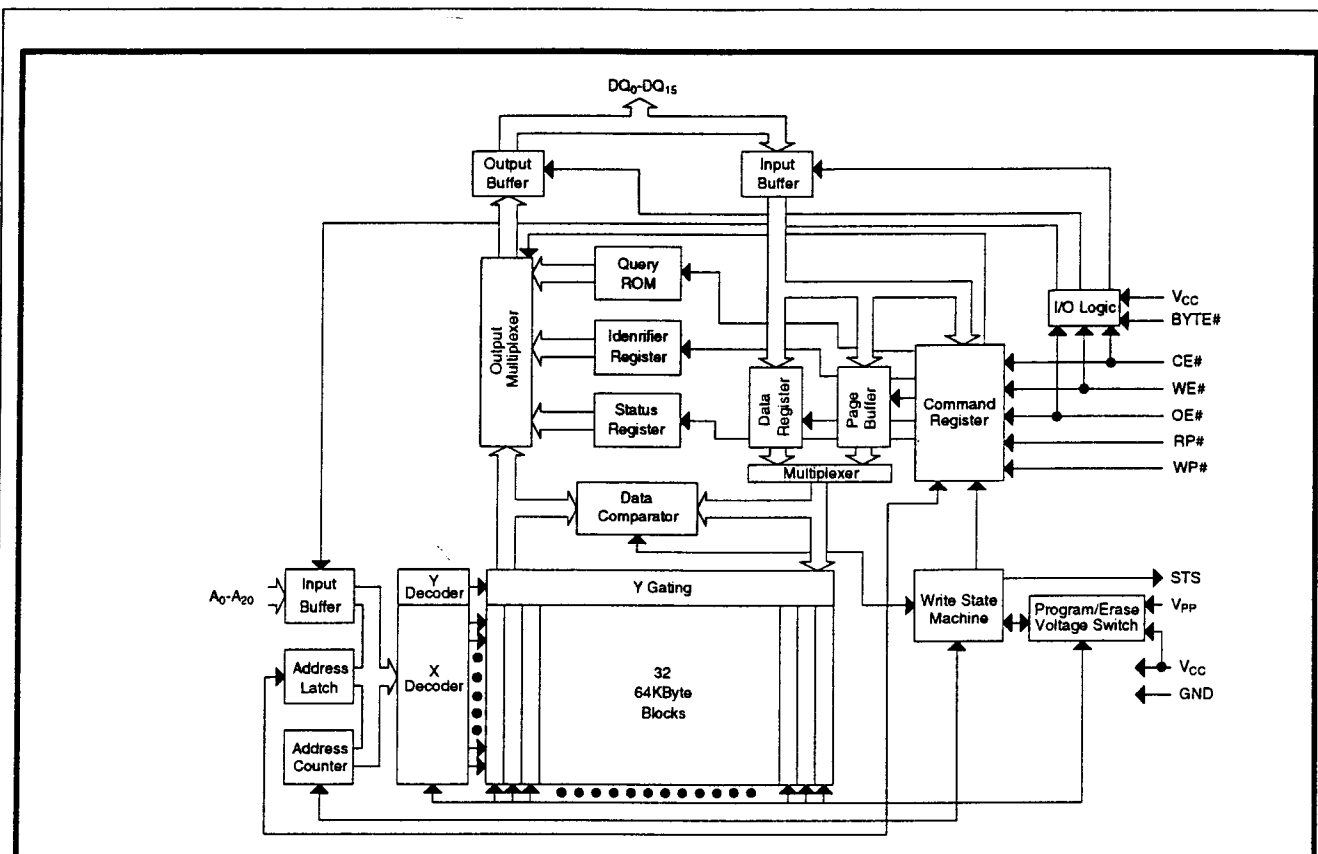 DQ0-DQ15
Output
Buffer
Input
Buffer
Output
Multiplexer
Query
ROM
Idenrifier
Register
Status
Register
Data
Register
Page
Buffer
Command
Register
I/O Logic
VCC
BYTE#
CE#
WE#
OE#
RP#
WP#
Multiplexer
Data
Comparator
A0-A20
Input
Buffer
Y
Decoder
Y Gating
Address
Latch
X
Decoder
32
64KByte
Blocks
Address
Counter
Write State
Machine
Program/Erase
Voltage Switch
STS
VPP
VCC
GND